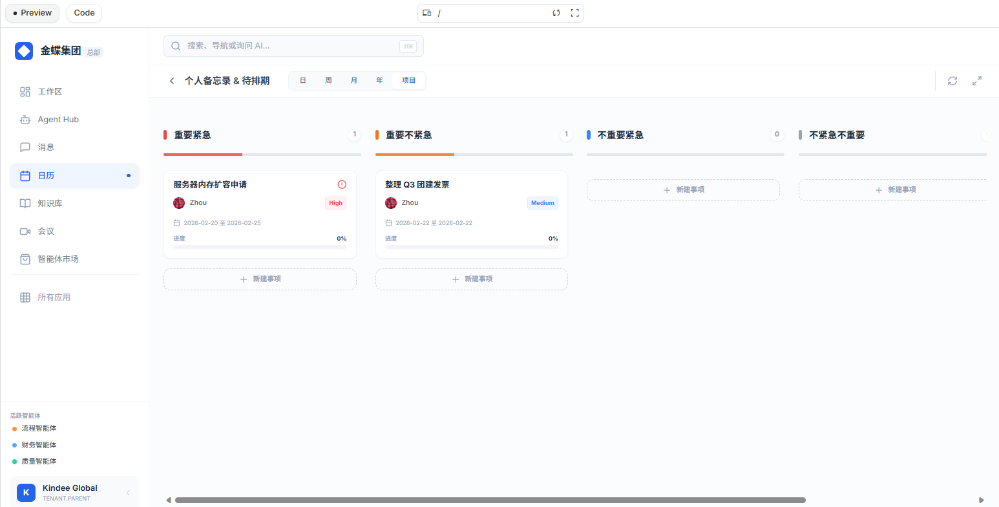 Preview
Code
/
金蝶集团 总部
搜索、导航或询问 AI... ⌘K
个人备忘录 & 待排期
日 周 月 年 项目
工作区
Agent Hub
消息
日历
知识库
会议
智能体市场
所有应用
活跃智能体
流程智能体
财务智能体
质量智能体
K
Kindee Global
TENANT.PARENT
重要紧急 1
服务器内存扩容申请
Zhou High
2026-02-20 至 2026-02-25
进度 0%
新建事项
重要不紧急 1
整理 Q3 团建发票
Zhou Medium
2026-02-22 至 2026-02-22
进度 0%
新建事项
不重要紧急 0
新建事项
不紧急不重要
新建事项